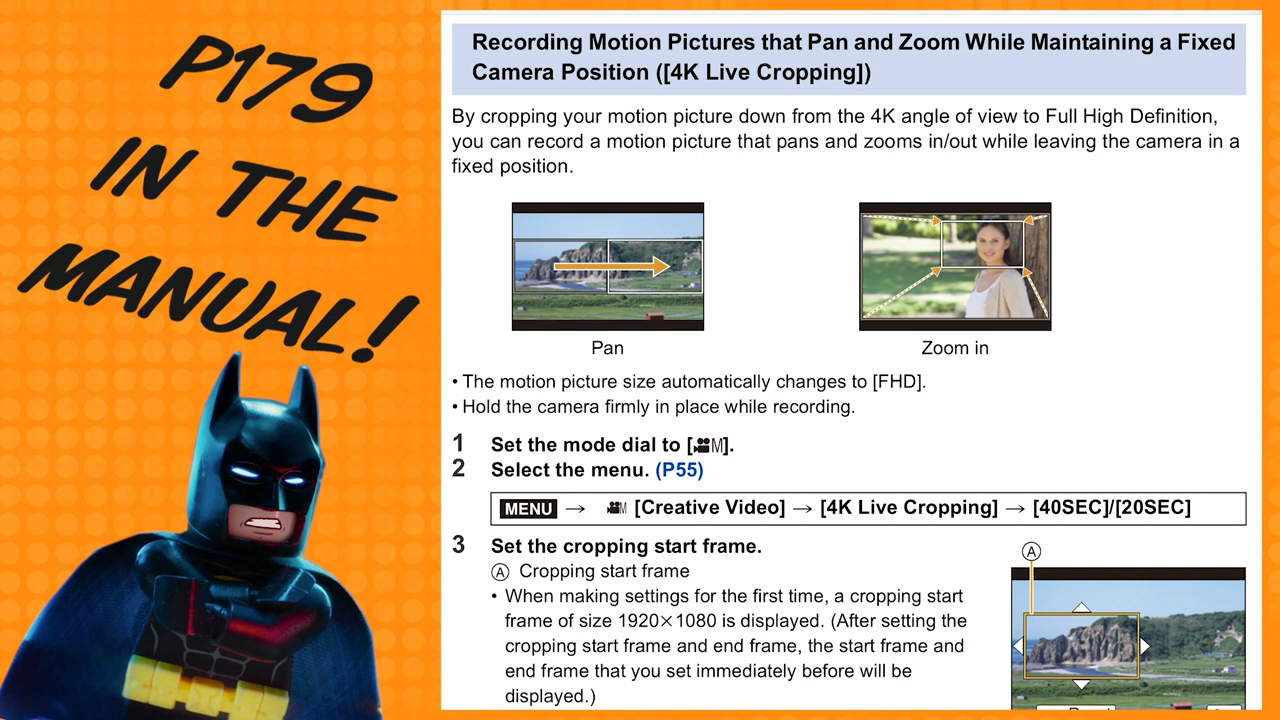 P179
IN THE
MANUAL!
Recording Motion Pictures that Pan and Zoom While Maintaining a Fixed
Camera Position ([4K Live Cropping])
By cropping your motion picture down from the 4K angle of view to Full High Definition,
you can record a motion picture that pans and zooms in/out while leaving the camera in a
fixed position.
Pan
Zoom in
• The motion picture size automatically changes to [FHD].
• Hold the camera firmly in place while recording.
1 Set the mode dial to [🎥M].
2 Select the menu. (P55)
MENU → 🎥M [Creative Video] → [4K Live Cropping] → [40SEC]/[20SEC]
3 Set the cropping start frame.
Ⓐ Cropping start frame
• When making settings for the first time, a cropping start
frame of size 1920×1080 is displayed. (After setting the
cropping start frame and end frame, the start frame and
end frame that you set immediately before will be
displayed.)
Ⓐ